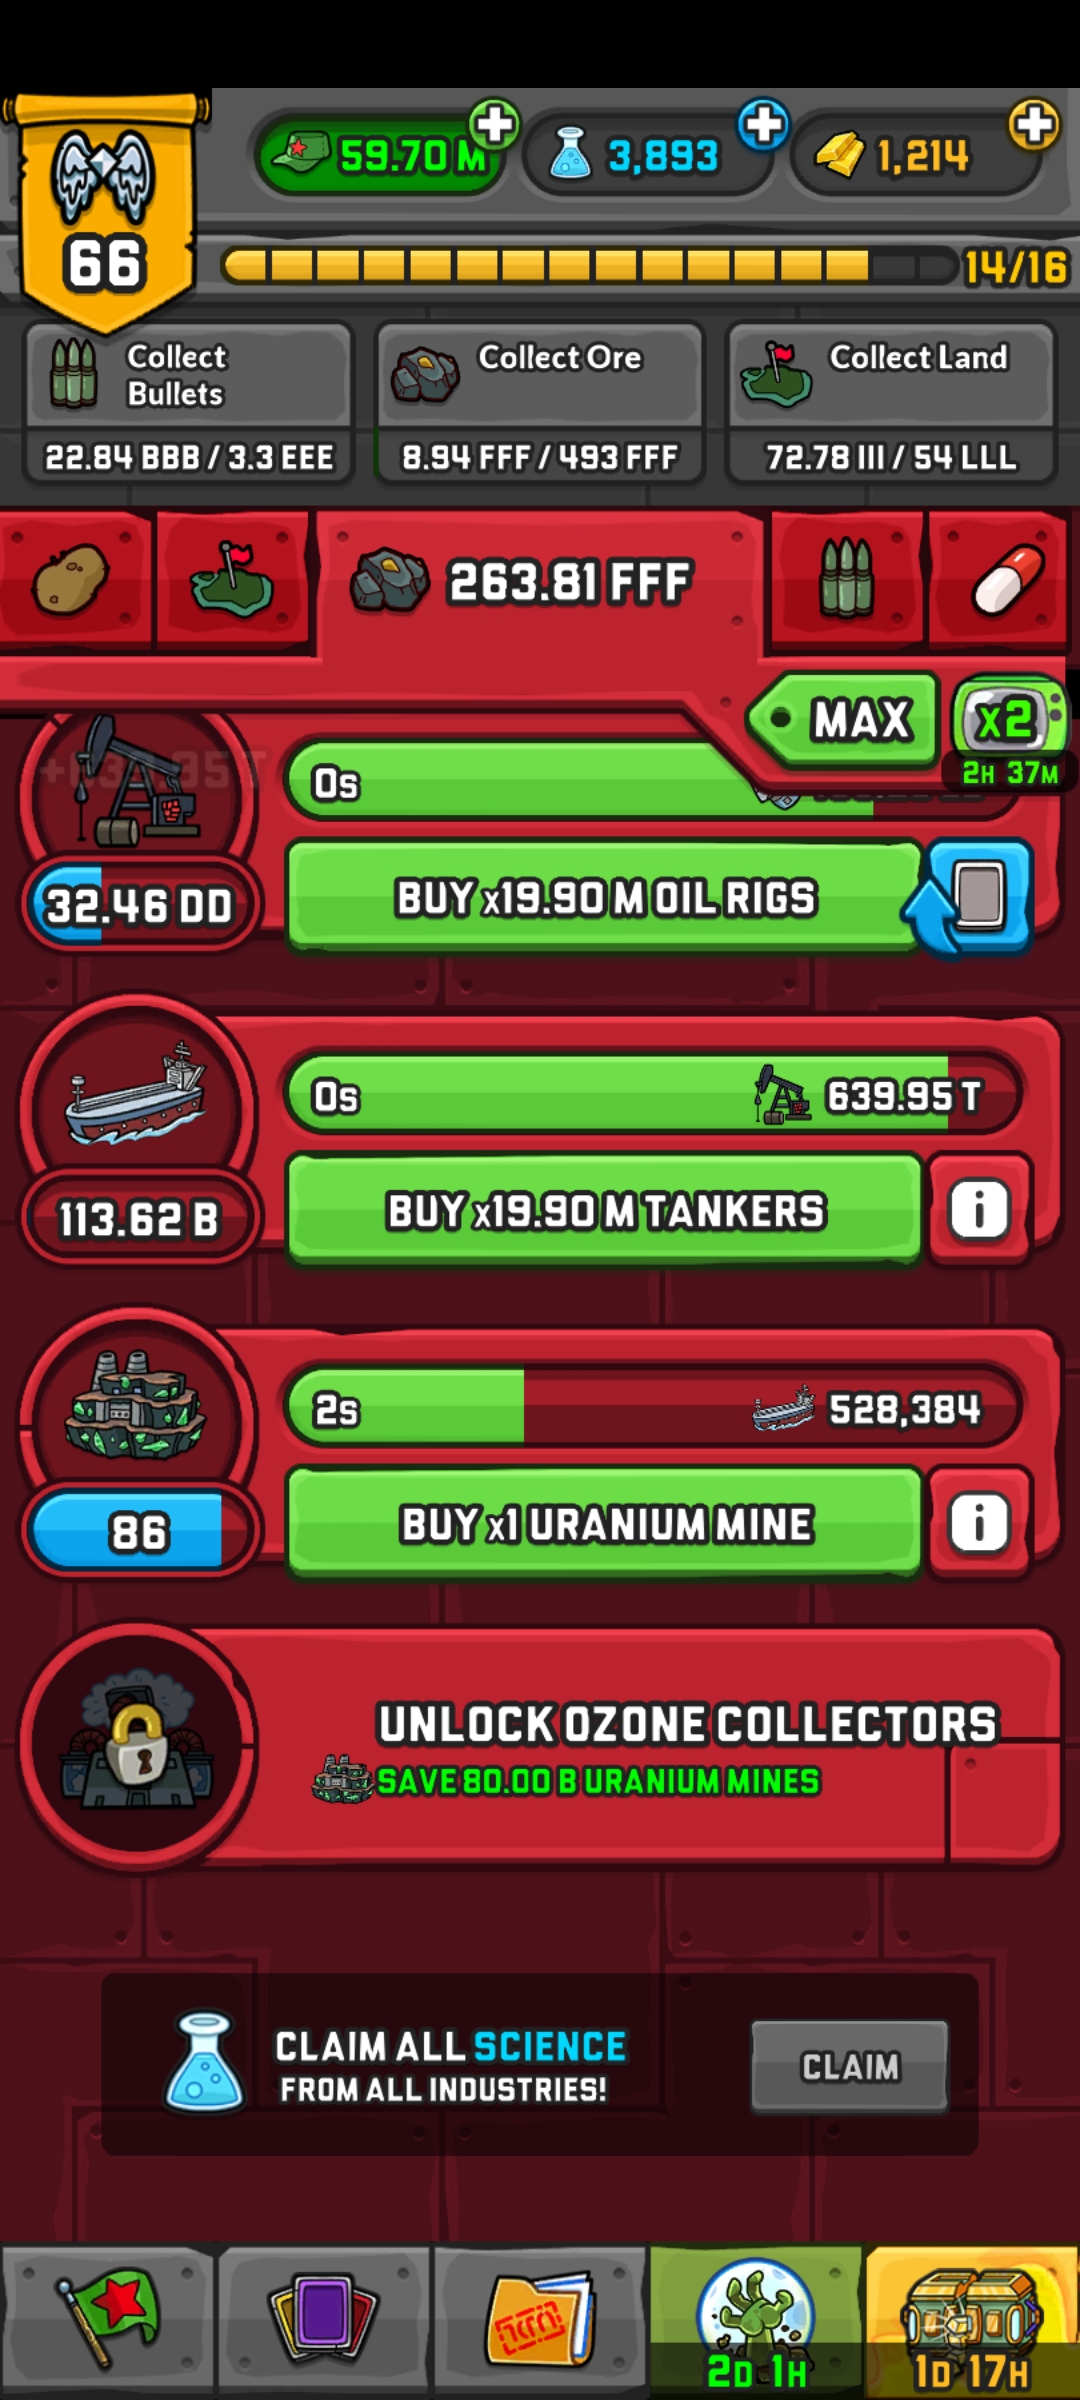 59.70 M
3,893
1,214
66
14/16
Collect
Bullets
Collect Ore
Collect Land
22.84 BBB / 3.3 EEE
8.94 FFF / 493 FFF
72.78 III / 54 LLL
263.81 FFF
MAX
x2
2H 37M
0s
32.46 DD
BUY x19.90 M OIL RIGS
0s
639.95 T
113.62 B
BUY x19.90 M TANKERS
i
2s
528,384
86
BUY x1 URANIUM MINE
i
UNLOCK OZONE COLLECTORS
SAVE 80.00 B URANIUM MINES
CLAIM ALL SCIENCE
FROM ALL INDUSTRIES!
CLAIM
2D 1H
1D 17H